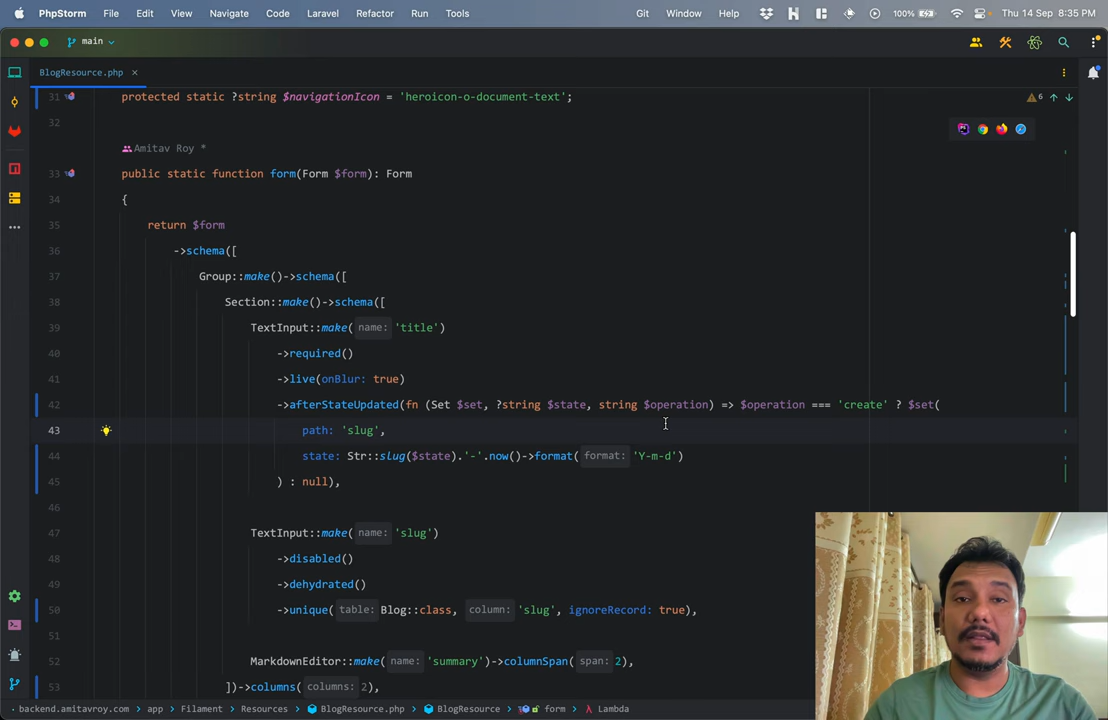 PhpStorm File Edit View Navigate Code Laravel Refactor Run Tools Git Window Help 100% Thu 14 Sep 8:35 PM
main
BlogResource.php
31 protected static ?string $navigationIcon = 'heroicon-o-document-text'; 6
32
Amitav Roy *
33 public static function form(Form $form): Form
34 {
35 return $form
36 ->schema([
37 Group::make()->schema([
38 Section::make()->schema([
39 TextInput::make( name: 'title')
40 ->required()
41 ->live(onBlur: true)
42 ->afterStateUpdated(fn (Set $set, ?string $state, string $operation) => $operation === 'create' ? $set(
43 path: 'slug',
44 state: Str::slug($state).'-'.now()->format( format: 'Y-m-d')
45 ) : null),
46
47 TextInput::make( name: 'slug')
48 ->disabled()
49 ->dehydrated()
50 ->unique( table: Blog::class, column: 'slug', ignoreRecord: true),
51
52 MarkdownEditor::make( name: 'summary')->columnSpan( span: 2),
53 ])->columns( columns: 2),
backend.amitavroy.com app Filament Resources BlogResource.php BlogResource form Lambda